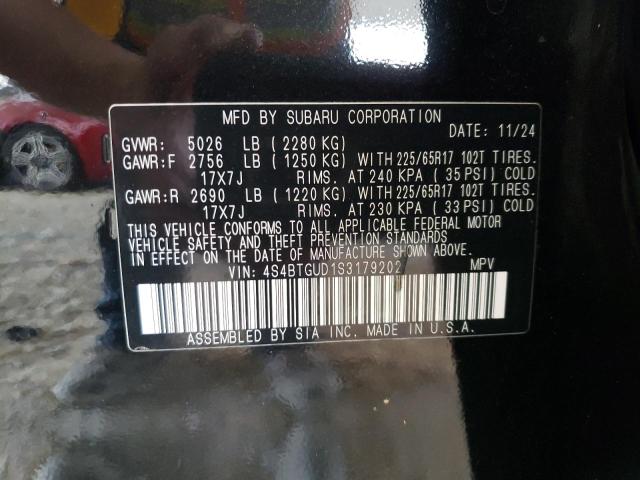 MFD BY SUBARU CORPORATION
DATE: 11/24
GVWR: 5026 LB (2280 KG)
GAWR:F 2756 LB (1250 KG) WITH 225/65R17 102T TIRES.
17X7J RIMS. AT 240 KPA (35 PSI) COLD
GAWR:R 2690 LB (1220 KG) WITH 225/65R17 102T TIRES.
17X7J RIMS. AT 230 KPA (33 PSI) COLD
THIS VEHICLE CONFORMS TO ALL APPLICABLE FEDERAL MOTOR
VEHICLE SAFETY AND THEFT PREVENTION STANDARDS
IN EFFECT ON THE DATE OF MANUFACTURE SHOWN ABOVE.
VIN: 4S4BTGUD1S3179202 MPV
ASSEMBLED BY SIA INC. MADE IN U.S.A.